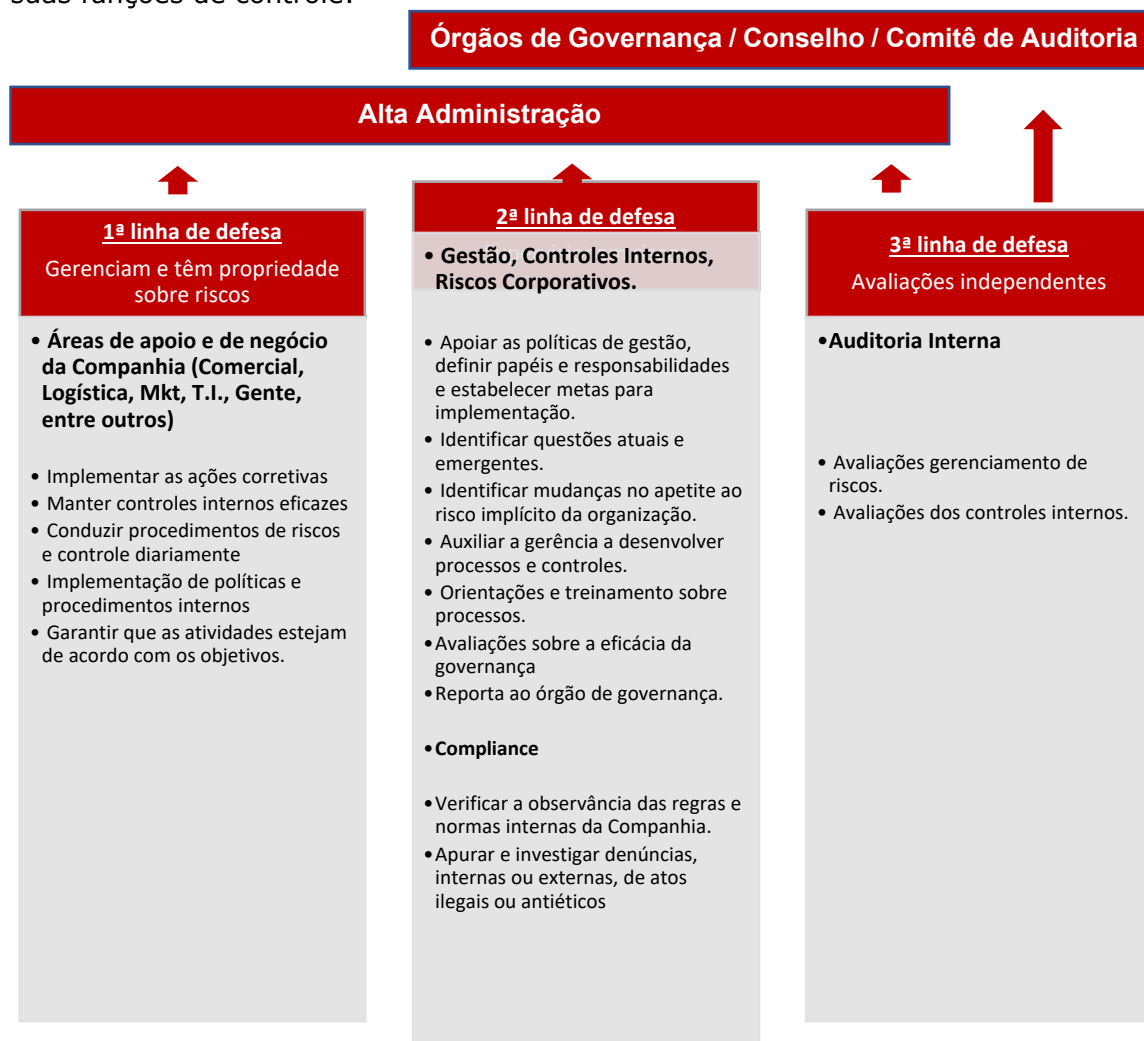 suas funções de controle.
Órgãos de Governança / Conselho / Comitê de Auditoria
Alta Administração
1ª linha de defesa
Gerenciam e têm propriedade
sobre riscos
• Áreas de apoio e de negócio
da Companhia (Comercial,
Logística, Mkt, T.I., Gente,
entre outros)
• Implementar as ações corretivas
• Manter controles internos eficazes
• Conduzir procedimentos de riscos
e controle diariamente
• Implementação de políticas e
procedimentos internos
• Garantir que as atividades estejam
de acordo com os objetivos.
2ª linha de defesa
• Gestão, Controles Internos,
Riscos Corporativos.
• Apoiar as políticas de gestão,
definir papéis e responsabilidades
e estabelecer metas para
implementação.
• Identificar questões atuais e
emergentes.
• Identificar mudanças no apetite ao
risco implícito da organização.
• Auxiliar a gerência a desenvolver
processos e controles.
• Orientações e treinamento sobre
processos.
•Avaliações sobre a eficácia da
governança
•Reporta ao órgão de governança.
•Compliance
•Verificar a observância das regras e
normas internas da Companhia.
•Apurar e investigar denúncias,
internas ou externas, de atos
ilegais ou antiéticos
3ª linha de defesa
Avaliações independentes
•Auditoria Interna
• Avaliações gerenciamento de
riscos.
• Avaliações dos controles internos.